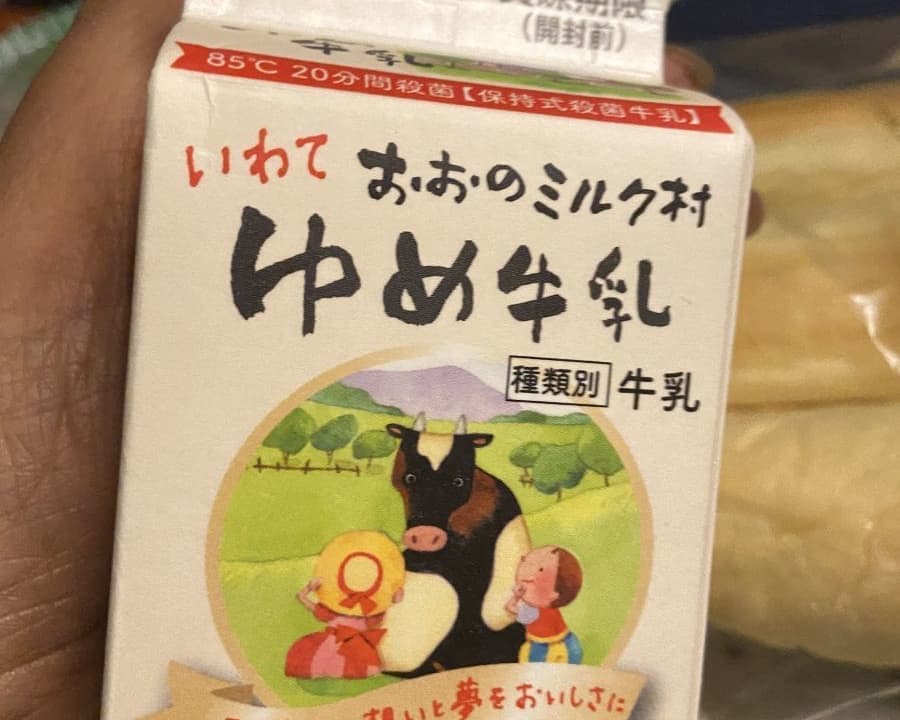 (開封前)
牛乳
85℃ 20分間殺菌【保持式殺菌牛乳】
いわて おおのミルク村
ゆめ牛乳
種類別 牛乳
想いと夢をおいしさに